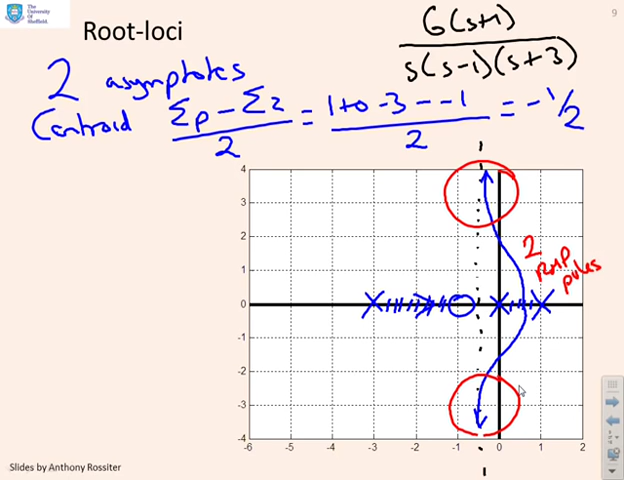 The University Of Sheffield.
9
Root-loci
6(s+1)
s(s-1)(s+3)
2 asymptotes
Centroid Σp - Σz / 2 = 1+0-3--1 / 2 = -1/2
2 RHP poles
4
3
2
1
0
-1
-2
-3
-4
-6 -5 -4 -3 -2 -1 0 1 2
Slides by Anthony Rossiter